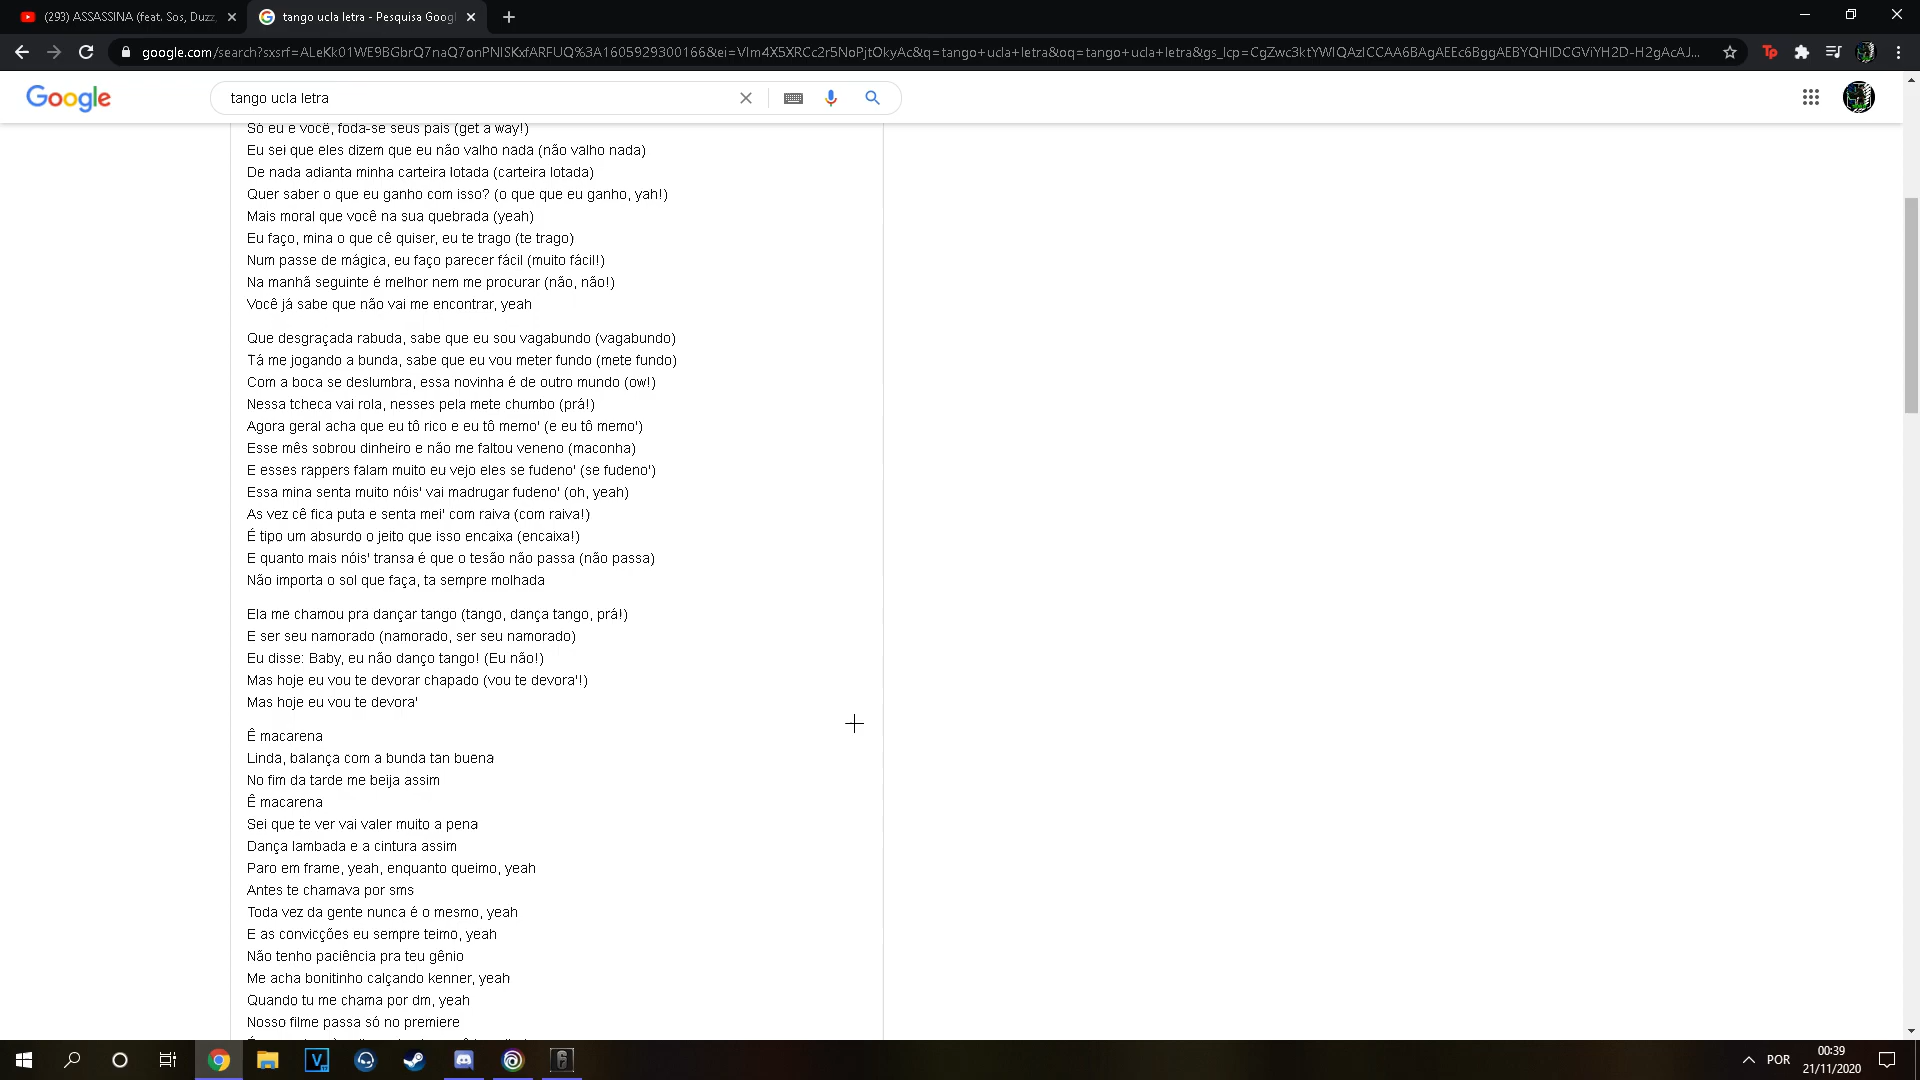 (293) ASSASSINA (feat. Sos, Duzz,
tango ucla letra - Pesquisa Goog
google.com/search?sxsrf=ALeKk01WE9BGbrQ7naQ7onPNISKxfARFUQ%3A1605929300166&ei=VIm4X5XRCc2r5NoPjtOkyAc&q=tango+ucla+letra&oq=tango+ucla+letra&gs_lcp=CgZwc3ktYWIQAzICCAA6BAgAEEc6BggAEBYQHlDCGViYH2D-H2gAcAJ...
Google
tango ucla letra
Só eu e você, foda-se seus pais (get a way!)
Eu sei que eles dizem que eu não valho nada (não valho nada)
De nada adianta minha carteira lotada (carteira lotada)
Quer saber o que eu ganho com isso? (o que que eu ganho, yah!)
Mais moral que você na sua quebrada (yeah)
Eu faço, mina o que cê quiser, eu te trago (te trago)
Num passe de mágica, eu faço parecer fácil (muito fácil!)
Na manhã seguinte é melhor nem me procurar (não, não!)
Você já sabe que não vai me encontrar, yeah
Que desgraçada rabuda, sabe que eu sou vagabundo (vagabundo)
Tá me jogando a bunda, sabe que eu vou meter fundo (mete fundo)
Com a boca se deslumbra, essa novinha é de outro mundo (ow!)
Nessa tcheca vai rola, nesses pela mete chumbo (prá!)
Agora geral acha que eu tô rico e eu tô memo' (e eu tô memo')
Esse mês sobrou dinheiro e não me faltou veneno (maconha)
E esses rappers falam muito eu vejo eles se fudeno' (se fudeno')
Essa mina senta muito nóis' vai madrugar fudeno' (oh, yeah)
As vez cê fica puta e senta mei' com raiva (com raiva!)
É tipo um absurdo o jeito que isso encaixa (encaixa!)
E quanto mais nóis' transa é que o tesão não passa (não passa)
Não importa o sol que faça, ta sempre molhada
Ela me chamou pra dançar tango (tango, dança tango, prá!)
E ser seu namorado (namorado, ser seu namorado)
Eu disse: Baby, eu não danço tango! (Eu não!)
Mas hoje eu vou te devorar chapado (vou te devora'!)
Mas hoje eu vou te devora'
Ê macarena
Linda, balança com a bunda tan buena
No fim da tarde me beija assim
Ê macarena
Sei que te ver vai valer muito a pena
Dança lambada e a cintura assim
Paro em frame, yeah, enquanto queimo, yeah
Antes te chamava por sms
Toda vez da gente nunca é o mesmo, yeah
E as convicções eu sempre teimo, yeah
Não tenho paciência pra teu gênio
Me acha bonitinho calçando kenner, yeah
Quando tu me chama por dm, yeah
Nosso filme passa só no premiere
POR
00:39
21/11/2020